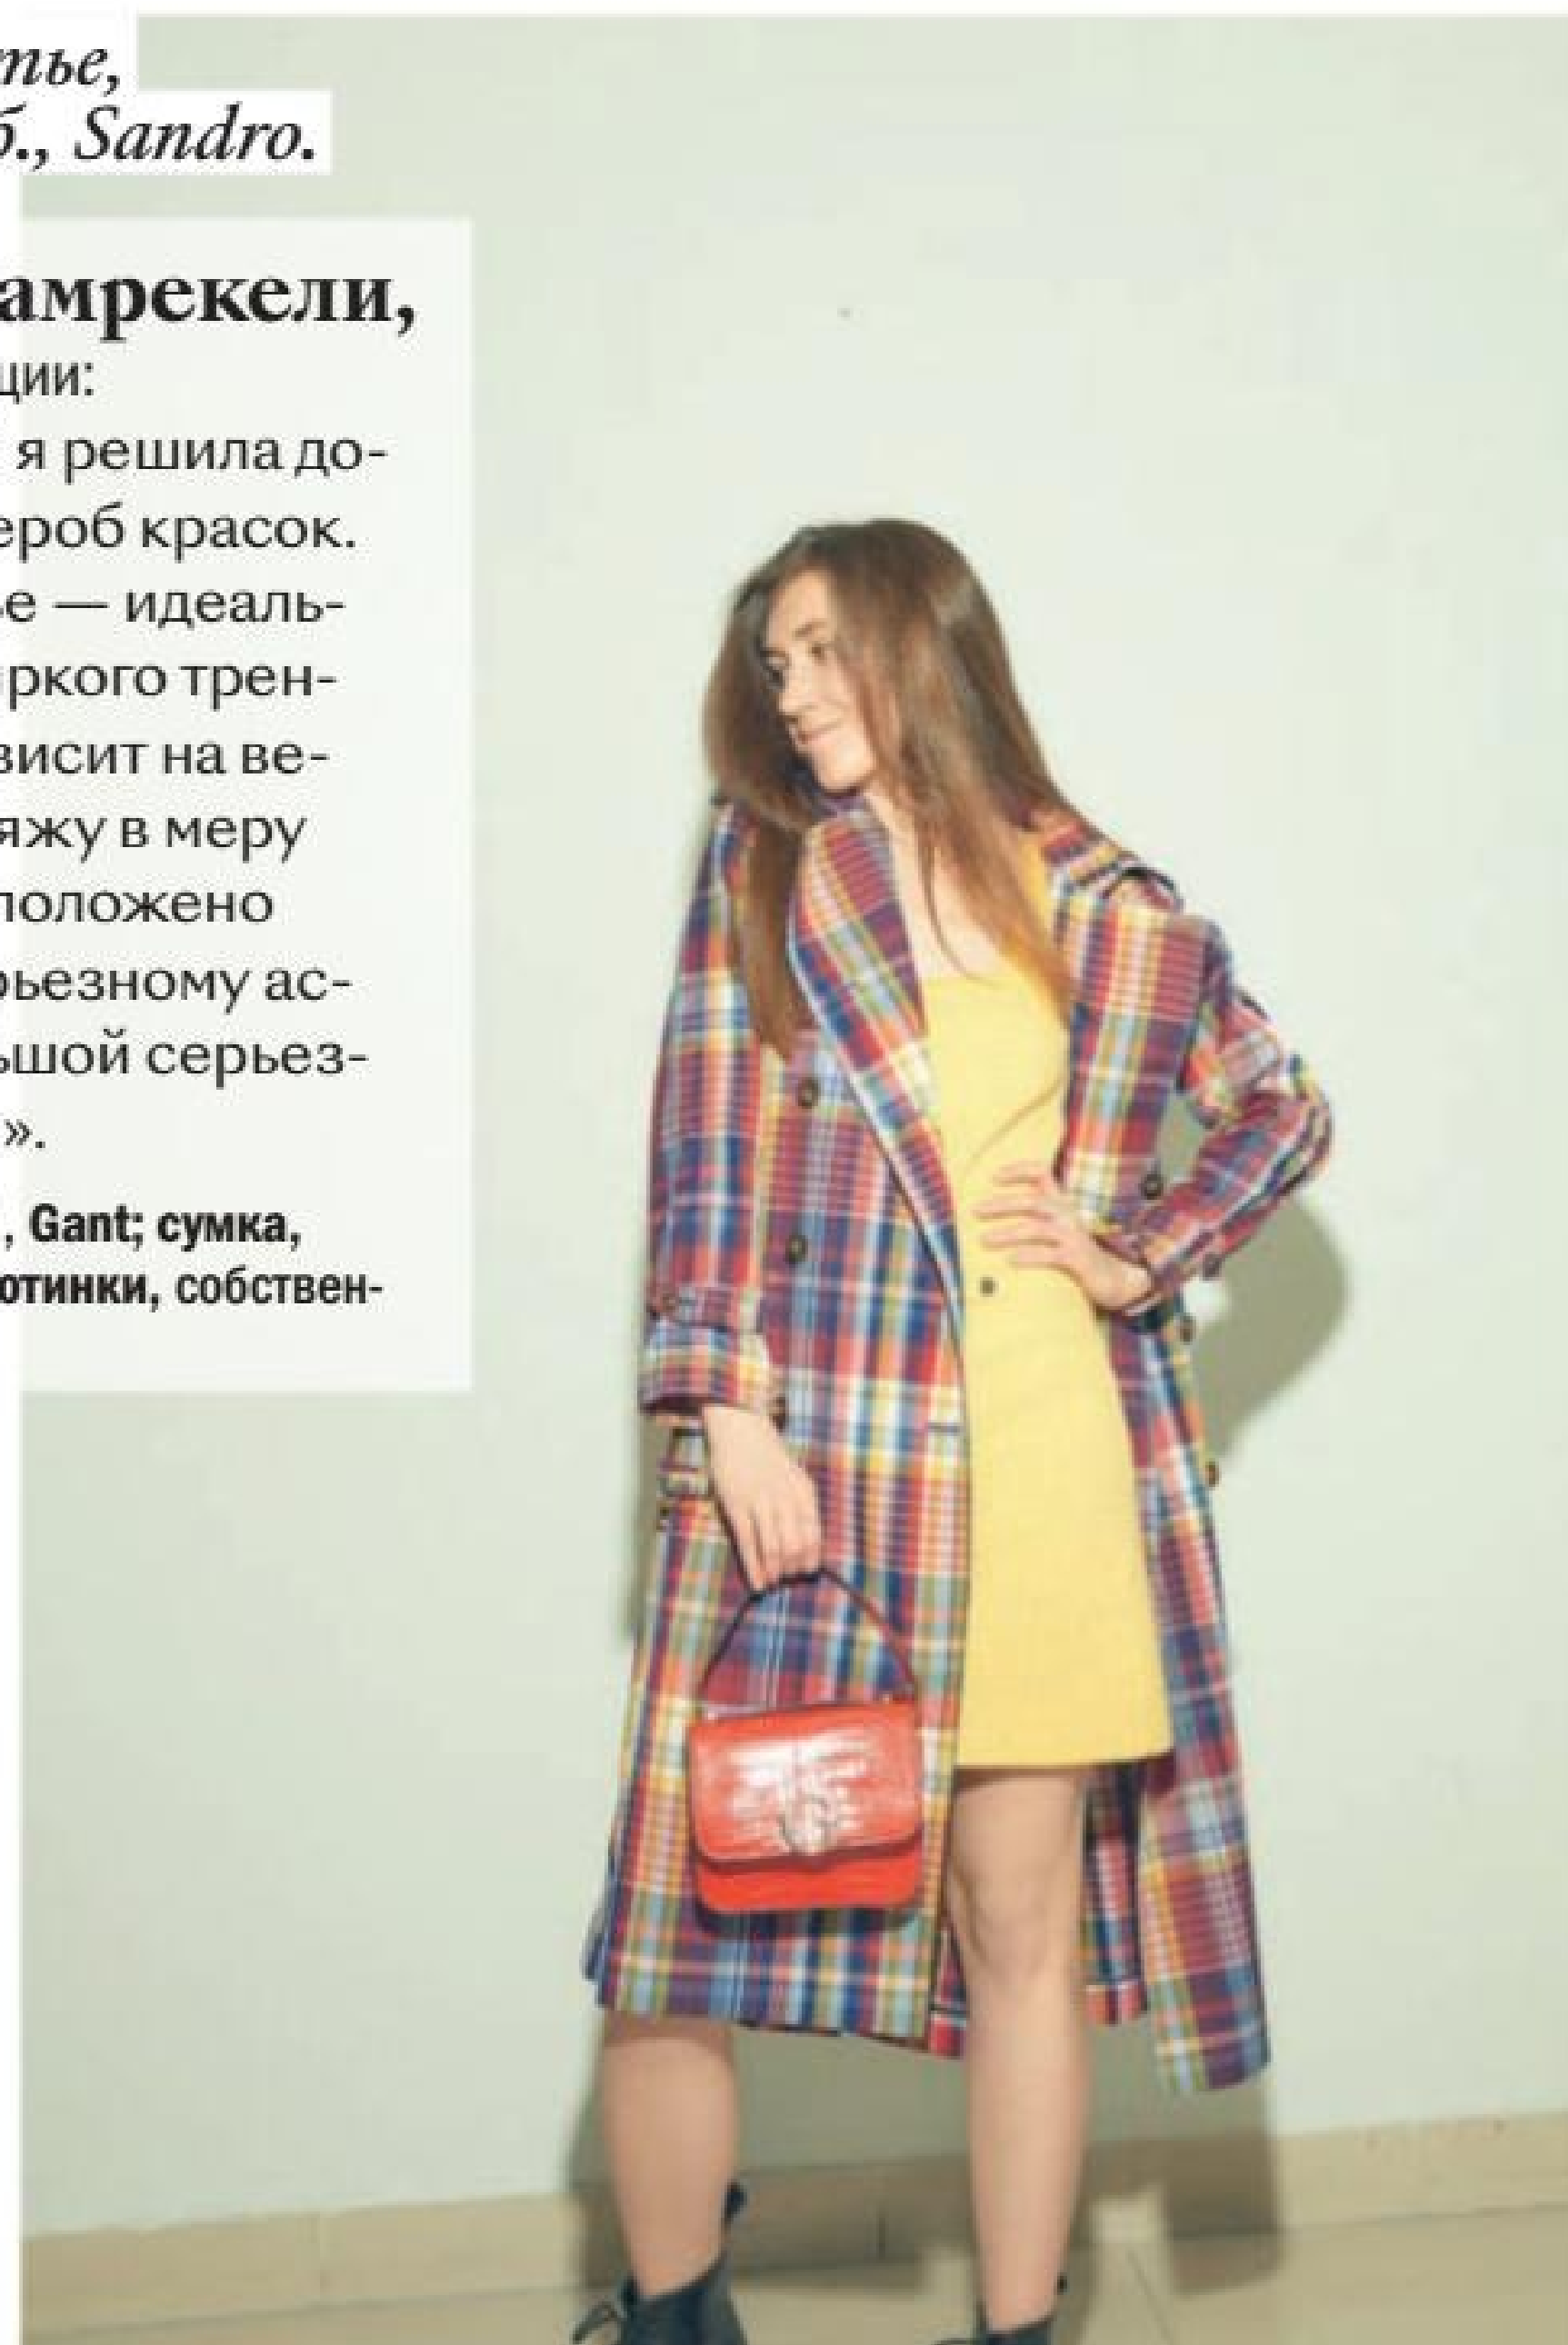 тье,
б., Sandro.
амрекели,
ции:
я решила до-
ероб красок.
ье — идеаль-
ркого трен-
висит на ве-
яжу в меру
положено
рьезному ас-
ьшой серьез-
».
, Gant; сумка,
отинки, собствен-